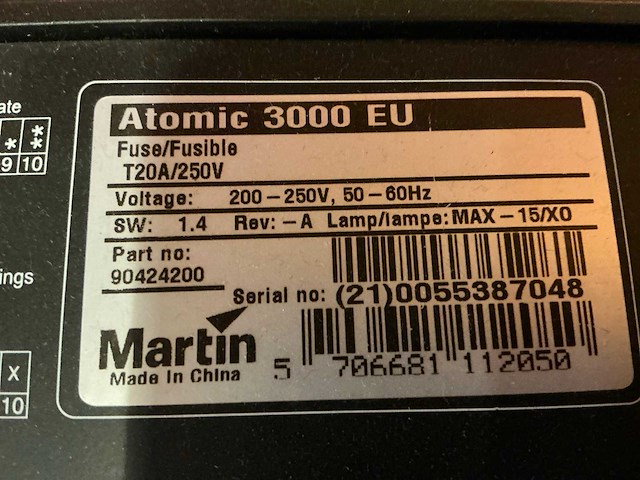 Atomic 3000 EU
Fuse/Fusible
T20A/250V
Voltage: 200-250V, 50-60Hz
SW: 1.4 Rev: -A Lamp/lampe: MAX-15/XO
Part no:
90424200
Serial no: (21)0055387048
Martin
Made In China
5 706681 112050
ate
* **
9 10
ings
X
10